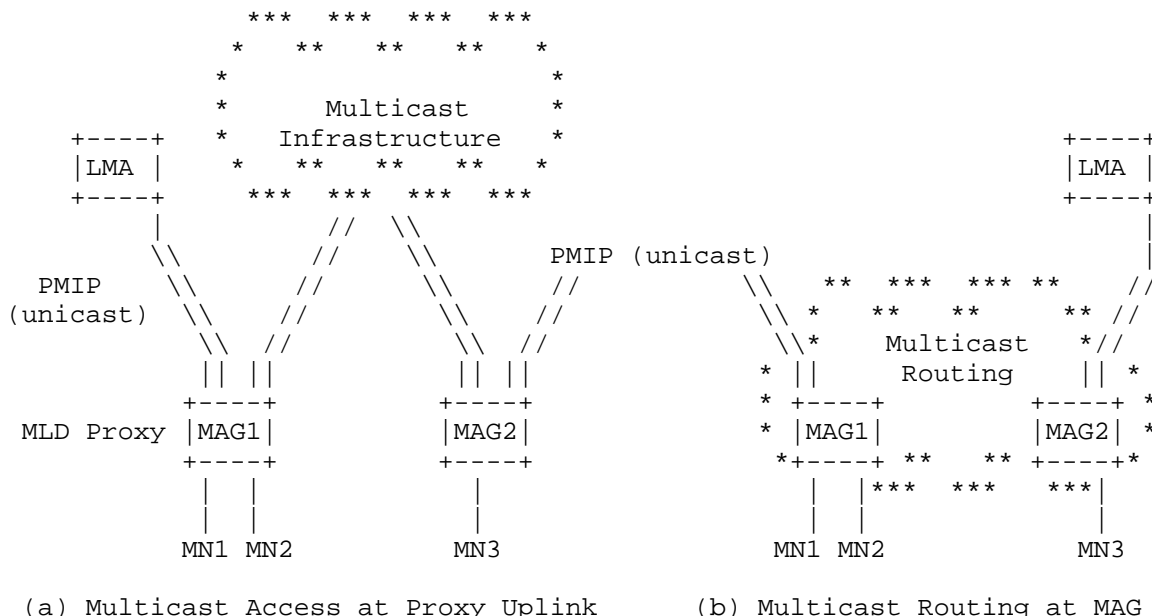 Multicast
Infrastructure
LMA
LMA
PMIP (unicast)
PMIP
(unicast)
Multicast
Routing
MLD Proxy MAG1 MAG2 MAG1 MAG2
MN1 MN2 MN3 MN1 MN2 MN3
(a) Multicast Access at Proxy Uplink (b) Multicast Routing at MAG